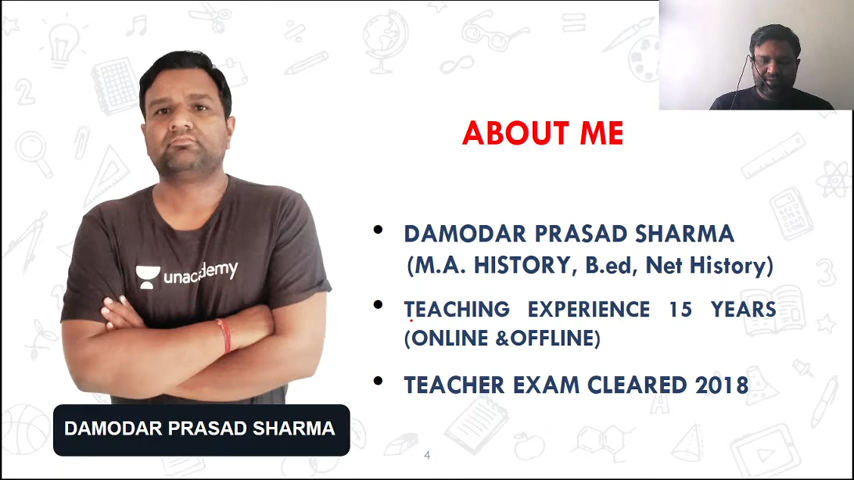 ABOUT ME
unacademy
• DAMODAR PRASAD SHARMA
(M.A. HISTORY, B.ed, Net History)
• TEACHING EXPERIENCE 15 YEARS
(ONLINE &OFFLINE)
• TEACHER EXAM CLEARED 2018
DAMODAR PRASAD SHARMA
4